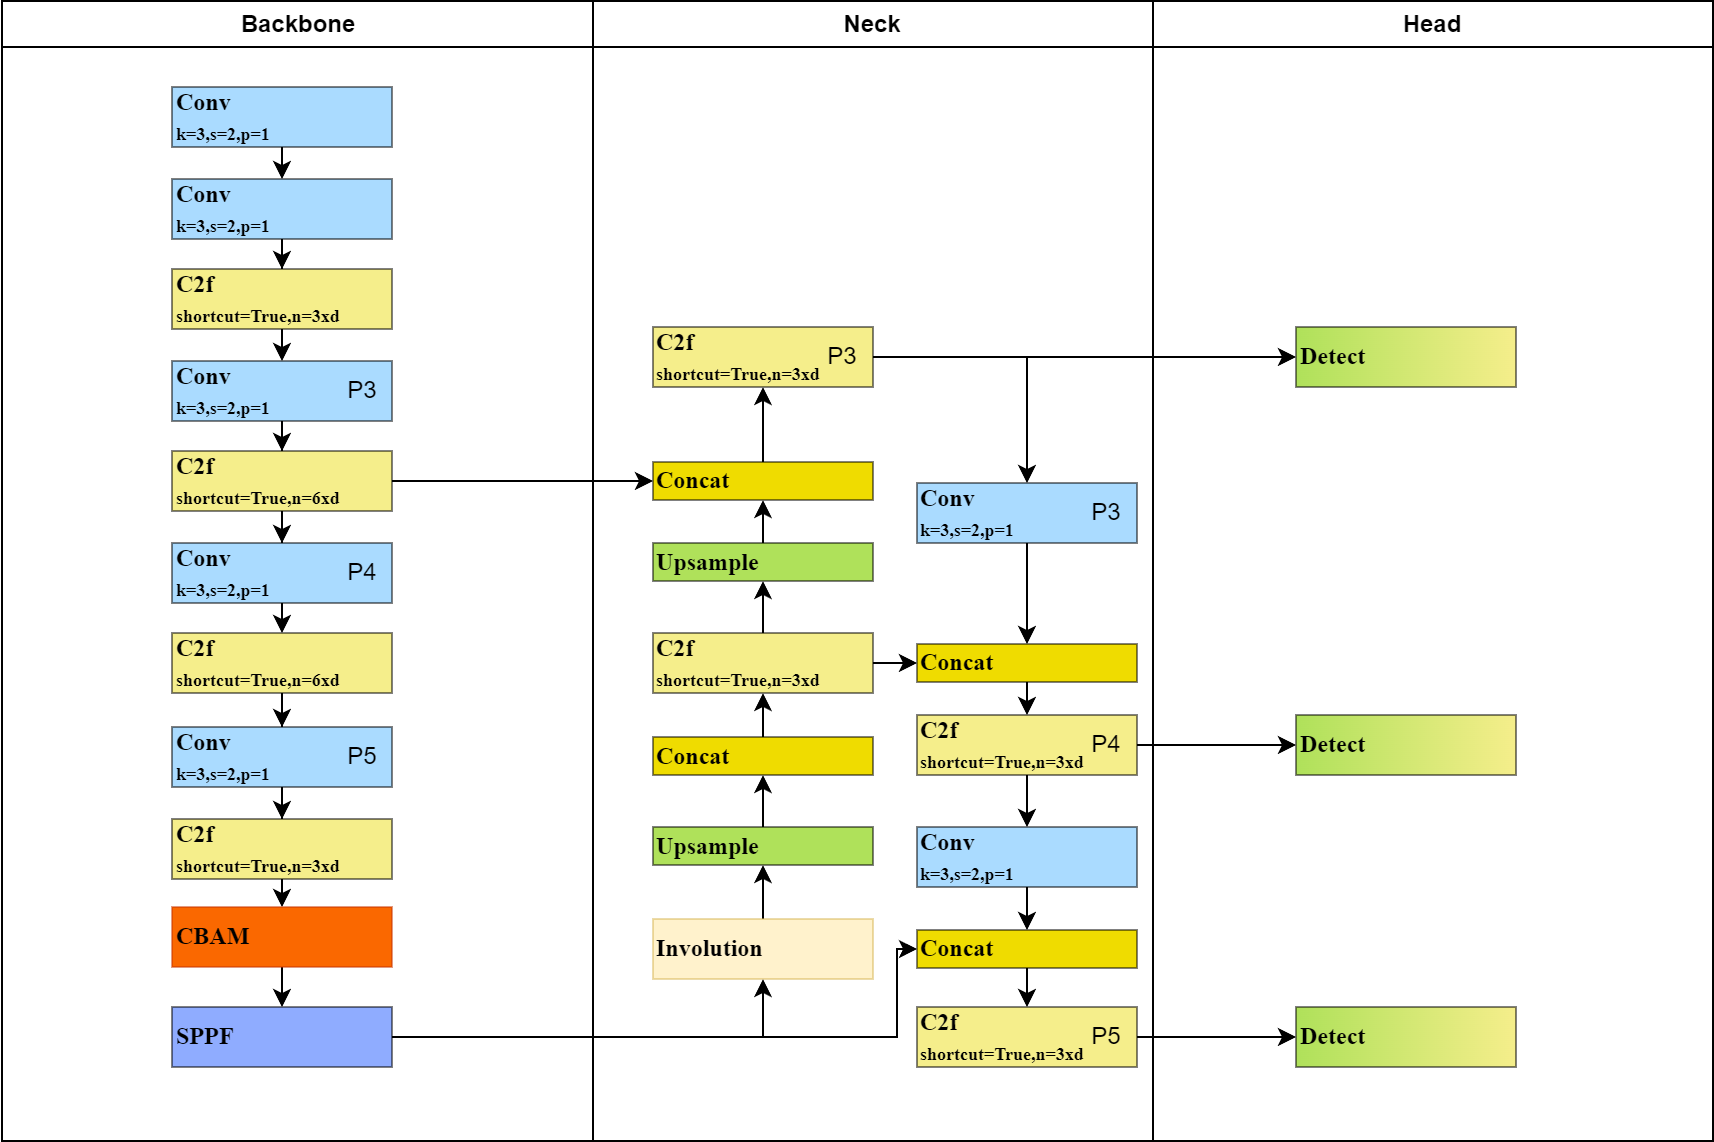 Backbone
Neck
Head
Conv
k=3,s=2,p=1
Conv
k=3,s=2,p=1
C2f
shortcut=True,n=3xd
Conv
P3
k=3,s=2,p=1
C2f
shortcut=True,n=6xd
Conv
P4
k=3,s=2,p=1
C2f
shortcut=True,n=6xd
Conv
P5
k=3,s=2,p=1
C2f
shortcut=True,n=3xd
CBAM
SPPF
C2f
P3
shortcut=True,n=3xd
Concat
Upsample
C2f
shortcut=True,n=3xd
Concat
Upsample
Involution
Conv
P3
k=3,s=2,p=1
Concat
C2f
P4
shortcut=True,n=3xd
Conv
k=3,s=2,p=1
Concat
C2f
P5
shortcut=True,n=3xd
Detect
Detect
Detect